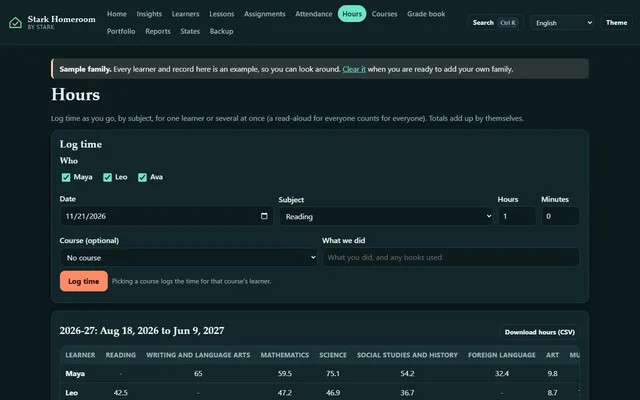 Stark Homeroom
BY STARK
Home Insights Learners Lessons Assignments Attendance Hours Courses Grade book
Portfolio Reports States Backup
Search Ctrl K
English
Theme
Sample family. Every learner and record here is an example, so you can look around. Clear it when you are ready to add your own family.
Hours
Log time as you go, by subject, for one learner or several at once (a read-aloud for everyone counts for everyone). Totals add up by themselves.
Log time
Who
Maya Leo Ava
Date Subject Hours Minutes
11/21/2026 Reading 1 0
Course (optional) What we did
No course What you did, and any books used
Log time Picking a course logs the time for that course's learner.
2026-27: Aug 18, 2026 to Jun 9, 2027 Download hours (CSV)
LEARNER READING WRITING AND LANGUAGE ARTS MATHEMATICS SCIENCE SOCIAL STUDIES AND HISTORY FOREIGN LANGUAGE ART
Maya - 65 59.5 75.1 54.2 32.4 9.8
Leo 42.5 - 47.2 46.9 36.7 - 8.7